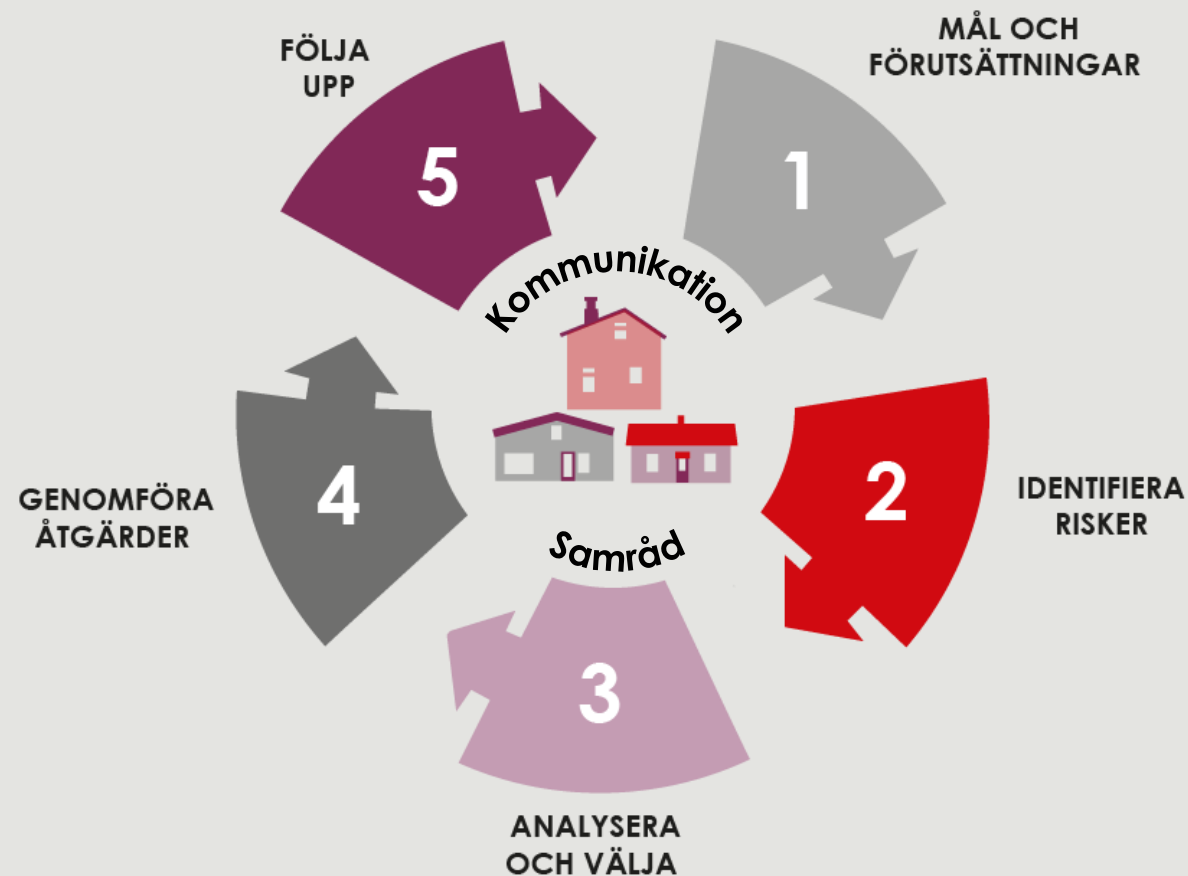 MÅL OCH
FÖRUTSÄTTNINGAR
1
2
IDENTIFIERA
RISKER
3
ANALYSERA
OCH VÄLJA
4
GENOMFÖRA
ÅTGÄRDER
5
FÖLJA
UPP
Kommunikation
Samråd